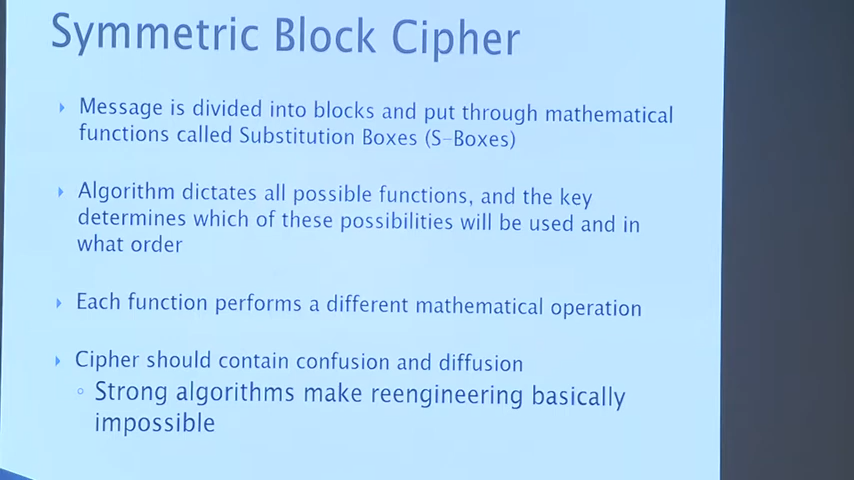 Symmetric Block Cipher
Message is divided into blocks and put through mathematical
functions called Substitution Boxes (S-Boxes)
Algorithm dictates all possible functions, and the key
determines which of these possibilities will be used and in
what order
Each function performs a different mathematical operation
Cipher should contain confusion and diffusion
Strong algorithms make reengineering basically
impossible